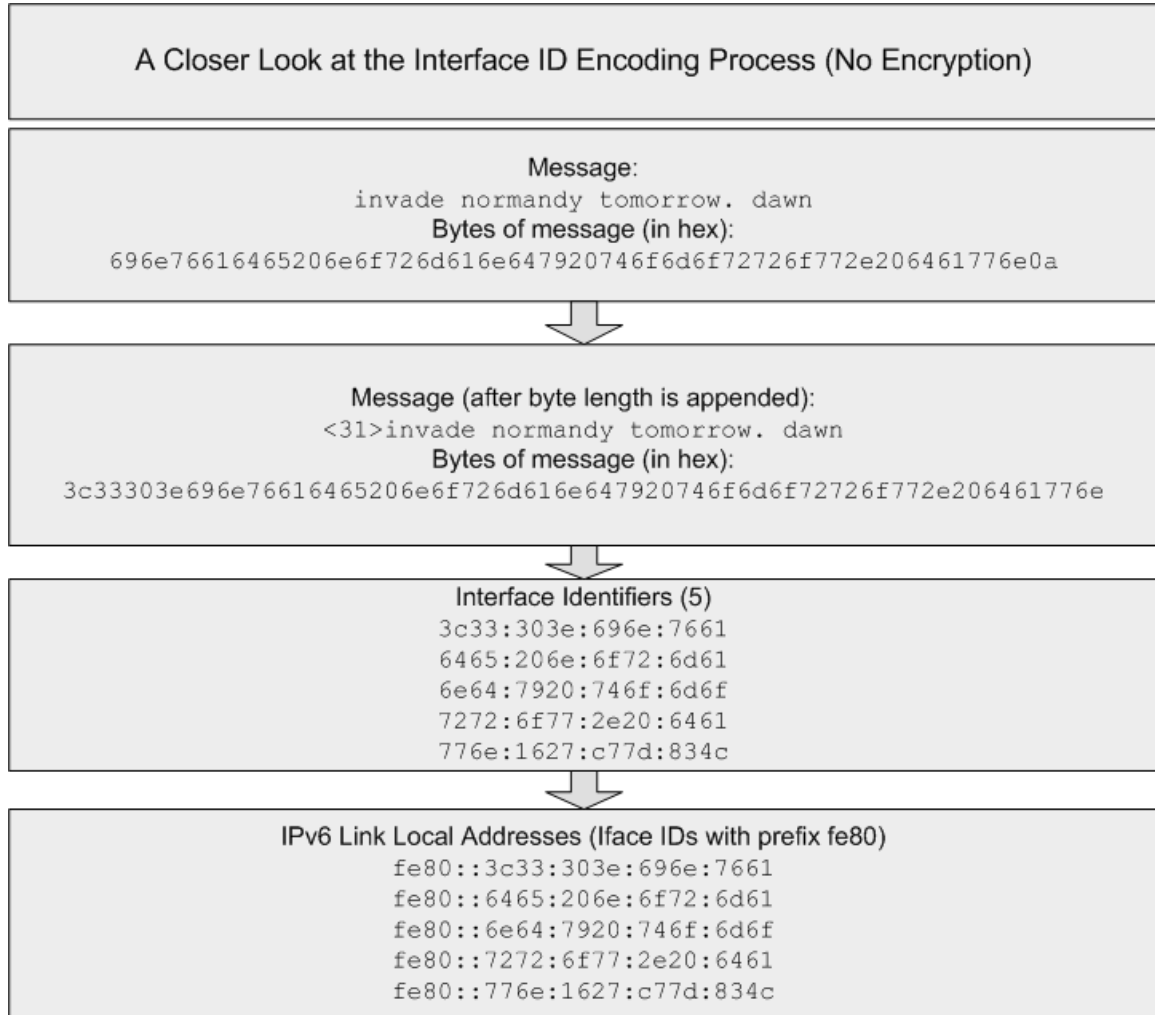 A Closer Look at the Interface ID Encoding Process (No Encryption)
Message:
invade normandy tomorrow. dawn
Bytes of message (in hex):
696e76616465206e6f726d616e647920746f6d6f72726f772e206461776e0a
Message (after byte length is appended):
<31>invade normandy tomorrow. dawn
Bytes of message (in hex):
3c33303e696e76616465206e6f726d616e647920746f6d6f72726f772e206461776e
Interface Identifiers (5)
3c33:303e:696e:7661
6465:206e:6f72:6d61
6e64:7920:746f:6d6f
7272:6f77:2e20:6461
776e:1627:c77d:834c
IPv6 Link Local Addresses (Iface IDs with prefix fe80)
fe80::3c33:303e:696e:7661
fe80::6465:206e:6f72:6d61
fe80::6e64:7920:746f:6d6f
fe80::7272:6f77:2e20:6461
fe80::776e:1627:c77d:834c